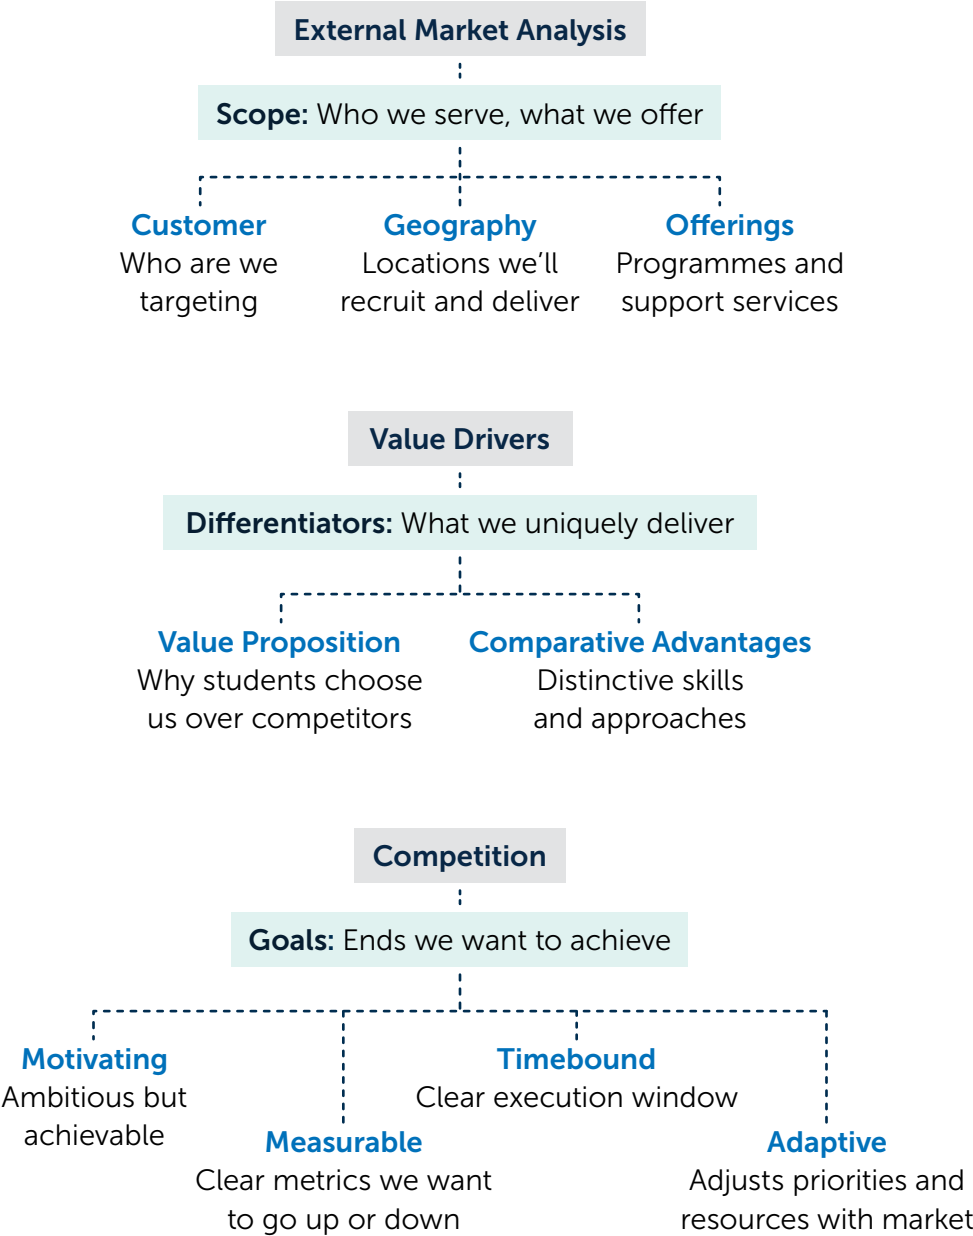 External Market Analysis
Scope: Who we serve, what we offer
Customer
Who are we
targeting
Geography
Locations we'll
recruit and deliver
Offerings
Programmes and
support services
Value Drivers
Differentiators: What we uniquely deliver
Value Proposition
Why students choose
us over competitors
Comparative Advantages
Distinctive skills
and approaches
Competition
Goals: Ends we want to achieve
Motivating
Ambitious but
achievable
Measurable
Clear metrics we want
to go up or down
Timebound
Clear execution window
Adaptive
Adjusts priorities and
resources with market